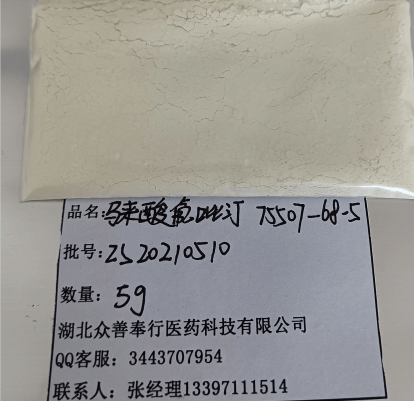 品名:马来酸氟吡汀 75507-68-5
批号:ZS20210510
数量:5g
湖北众善奉行医药科技有限公司
QQ客服:3443707954
联系人:张经理13397111514